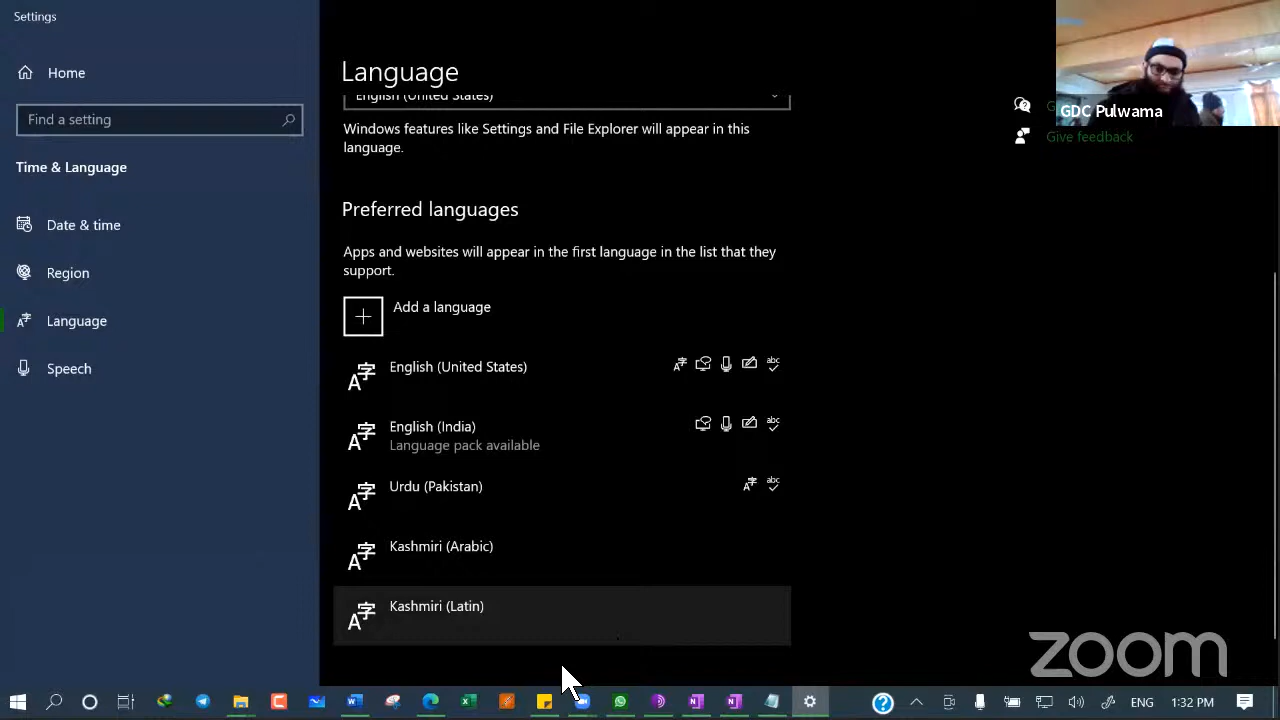 Settings
Home
Find a setting
Time & Language
Date & time
Region
Language
Speech
Language
English (United States)
Windows features like Settings and File Explorer will appear in this
language.
Preferred languages
Apps and websites will appear in the first language in the list that they
support.
Add a language
English (United States)
English (India)
Language pack available
Urdu (Pakistan)
Kashmiri (Arabic)
Kashmiri (Latin)
GDC Pulwama
Give feedback
zoom
ENG
1:32 PM